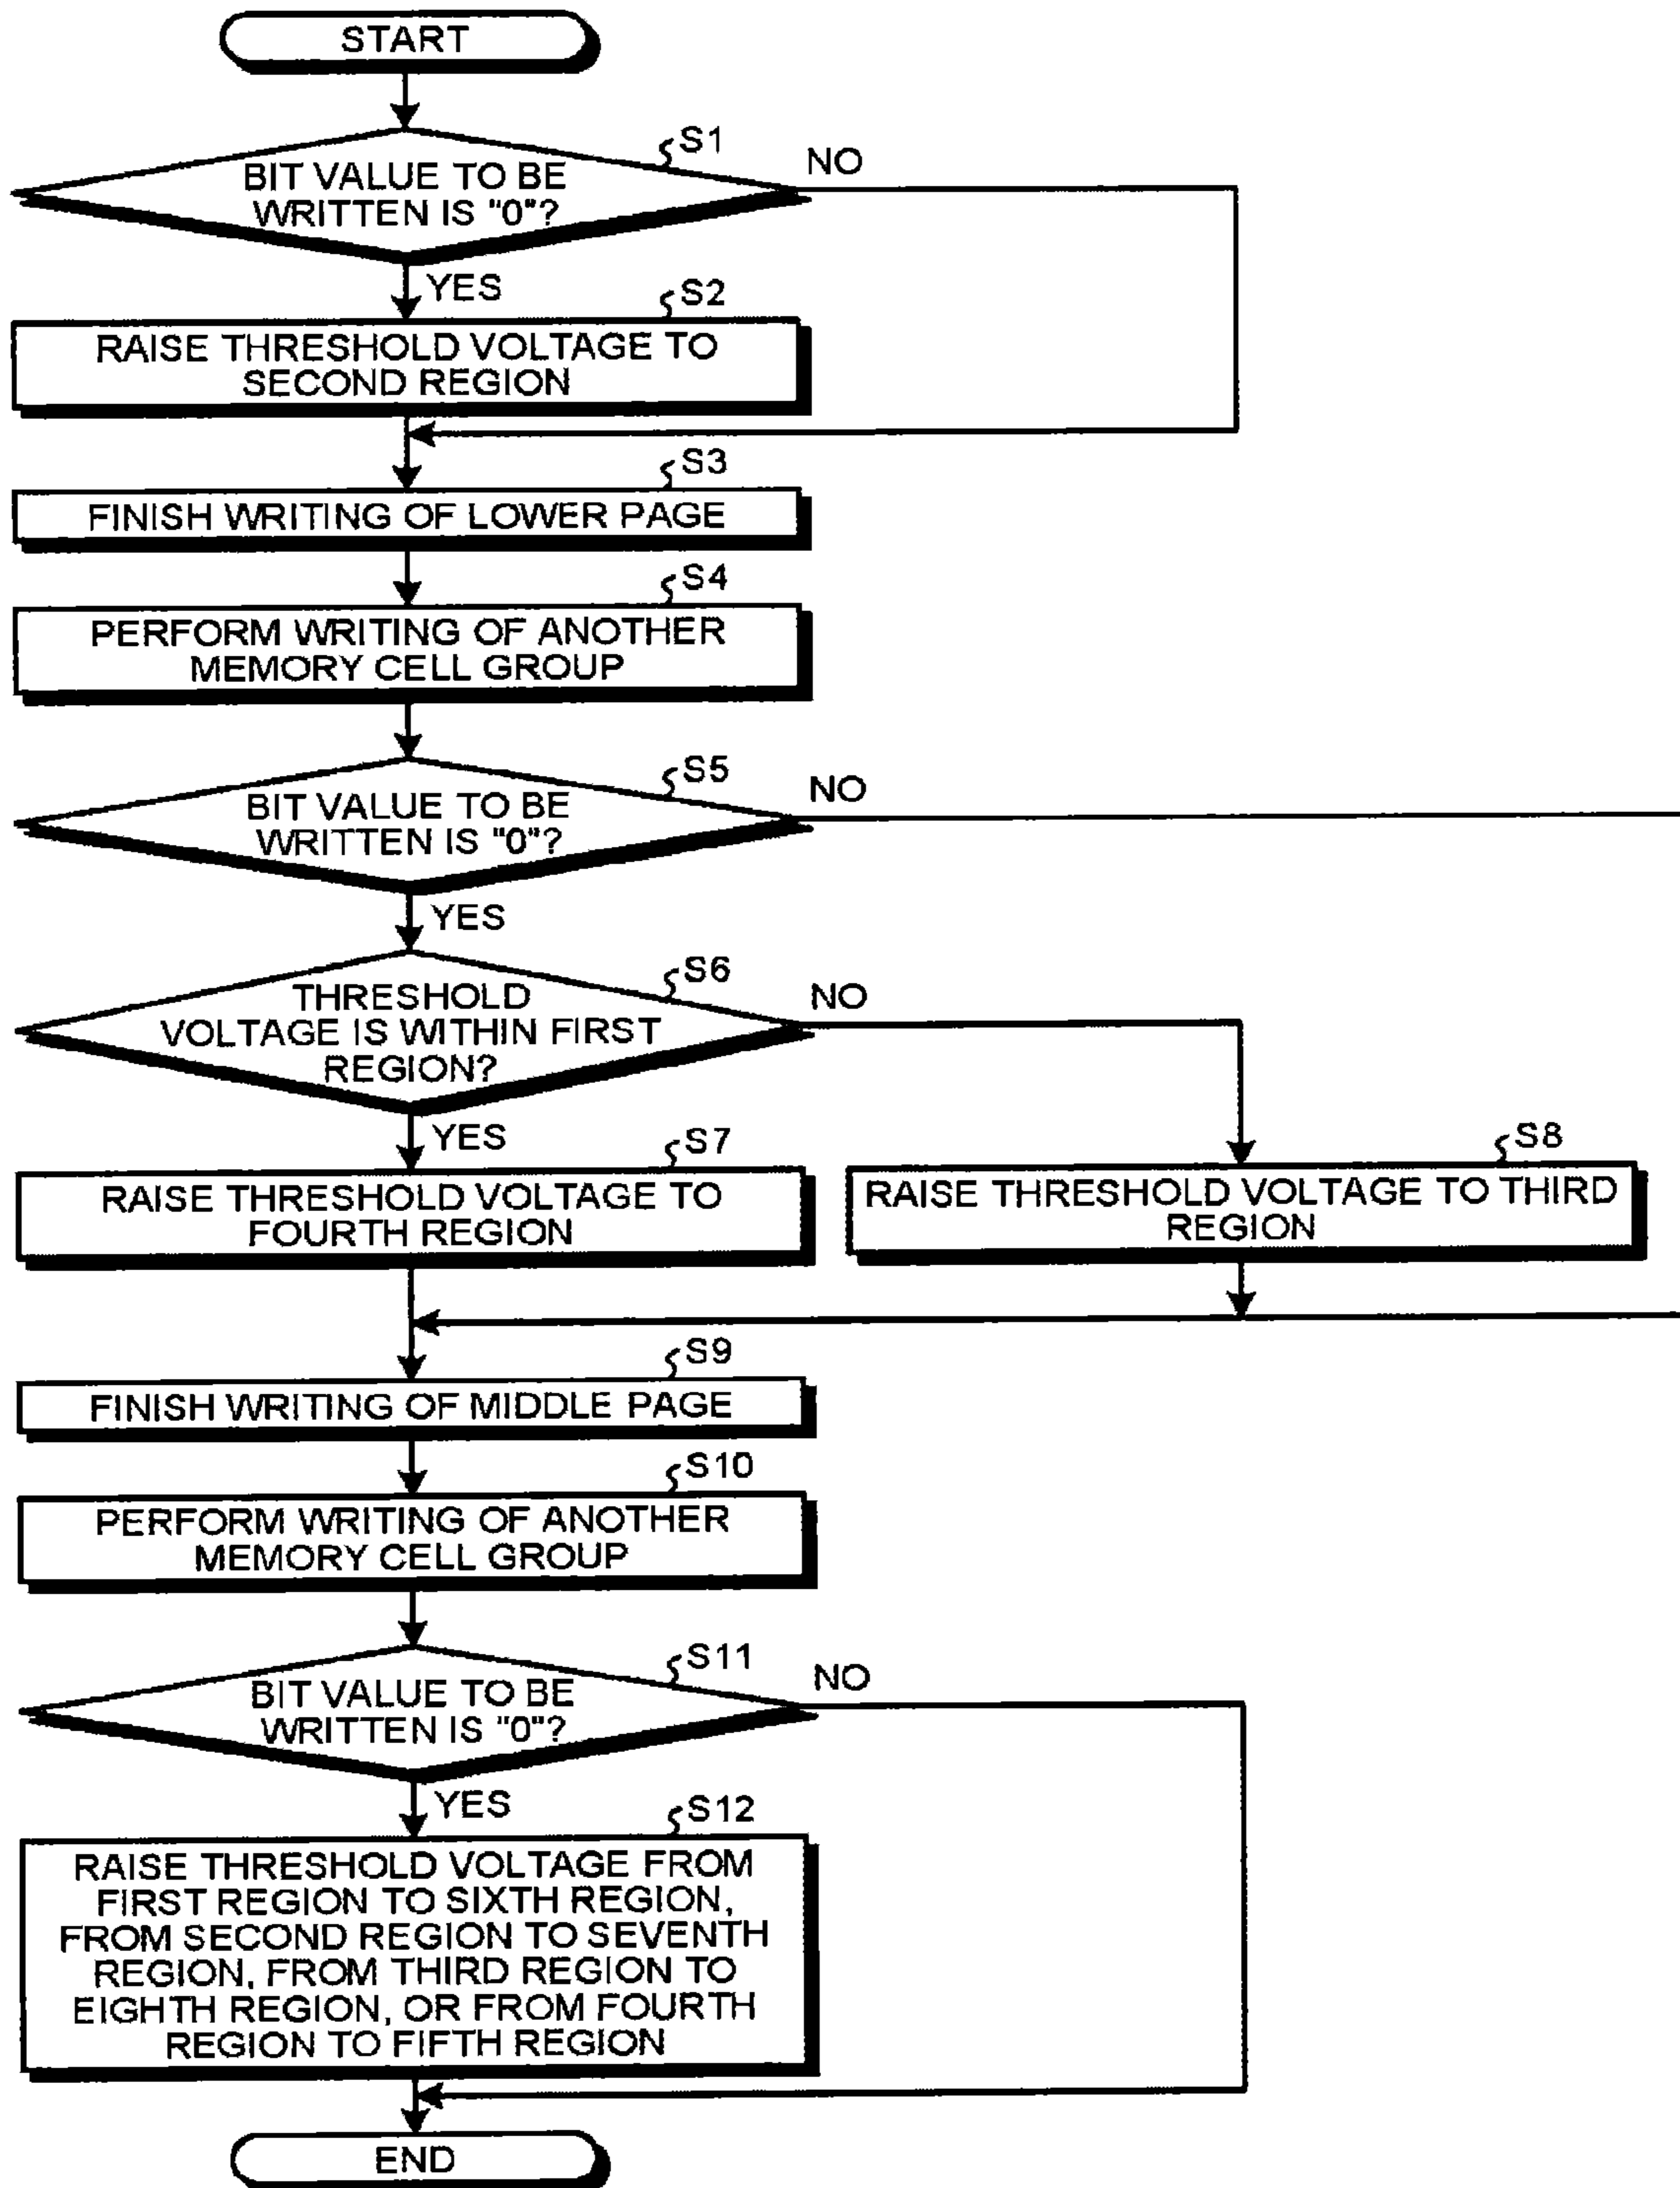 START
S1
NO
BIT VALUE TO BE
WRITTEN IS "0"?
YES
S2
RAISE THRESHOLD VOLTAGE TO
SECOND REGION
S3
FINISH WRITING OF LOWER PAGE
S4
PERFORM WRITING OF ANOTHER
MEMORY CELL GROUP
S5
NO
BIT VALUE TO BE
WRITTEN IS "0"?
YES
S6
NO
THRESHOLD
VOLTAGE IS WITHIN FIRST
REGION?
YES
S7
RAISE THRESHOLD VOLTAGE TO
FOURTH REGION
S8
RAISE THRESHOLD VOLTAGE TO THIRD
REGION
S9
FINISH WRITING OF MIDDLE PAGE
S10
PERFORM WRITING OF ANOTHER
MEMORY CELL GROUP
S11
NO
BIT VALUE TO BE
WRITTEN IS "0"?
YES
S12
RAISE THRESHOLD VOLTAGE FROM
FIRST REGION TO SIXTH REGION,
FROM SECOND REGION TO SEVENTH
REGION, FROM THIRD REGION TO
EIGHTH REGION, OR FROM FOURTH
REGION TO FIFTH REGION
END